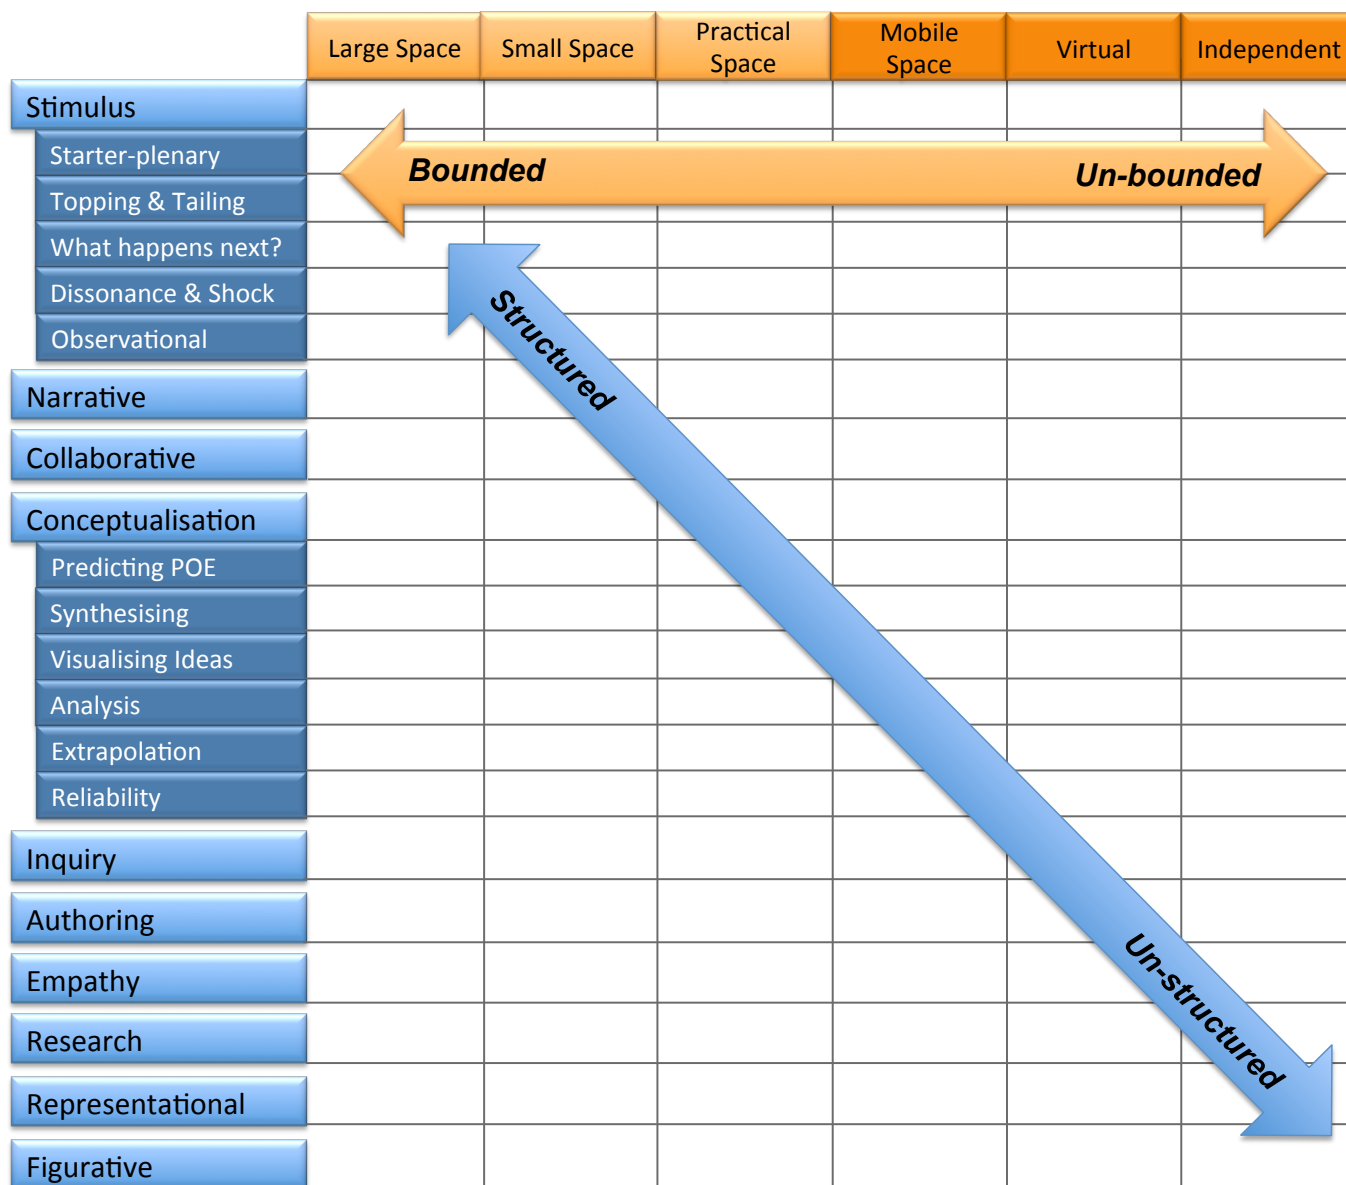 Large Space
Small Space
Practical
Space
Mobile
Space
Virtual
Independent
Stimulus
Starter-plenary
Bounded
Un-bounded
Topping & Tailing
What happens next?
Dissonance & Shock
Structured
Observational
Narrative
Collaborative
Conceptualisation
Predicting POE
Synthesising
Visualising Ideas
Analysis
Extrapolation
Reliability
Inquiry
Authoring
Un-structured
Empathy
Research
Representational
Figurative